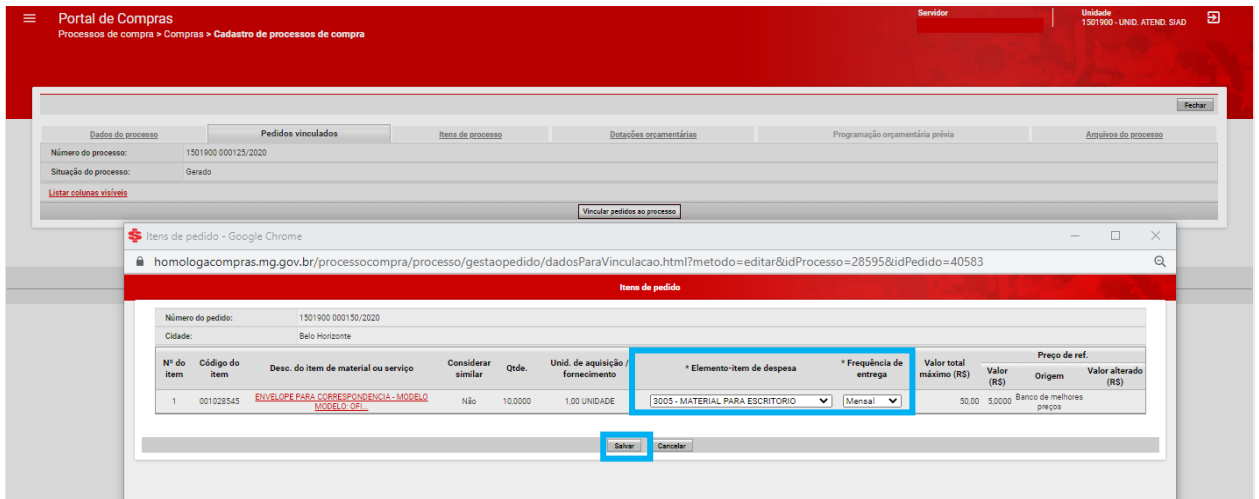 Portal de Compras
Processos de compra > Compras > Cadastro de processos de compra
Servidor
Unidade
1501900 - UNID. ATEND. SIAD
Fechar
Dados do processo Pedidos vinculados Itens de processo Dotações orçamentárias Programação orçamentária prévia Arquivos do processo
Número do processo: 1501900 000125/2020
Situação do processo: Gerado
Listar colunas visíveis
Vincular pedidos ao processo
Itens de pedido - Google Chrome
homologacompras.mg.gov.br/processocompra/processo/gestaopedido/dadosParaVinculacao.html?metodo=editar&idProcesso=28595&idPedido=40583
Itens de pedido
Número do pedido: 1501900 000150/2020
Cidade: Belo Horizonte
Nº do item Código do item Desc. do item de material ou serviço Considerar similar Qtde. Unid. de aquisição / fornecimento * Elemento-item de despesa * Frequência de entrega Valor total máximo (R$) Preço de ref.
Valor (R$) Origem Valor alterado (R$)
1 001028545 ENVELOPE PARA CORRESPONDENCIA - MODELO MODELO: OFI... Não 10,0000 1,00 UNIDADE 3005 - MATERIAL PARA ESCRITORIO Mensal 50,00 5,0000 Banco de melhores preços
Salvar Cancelar